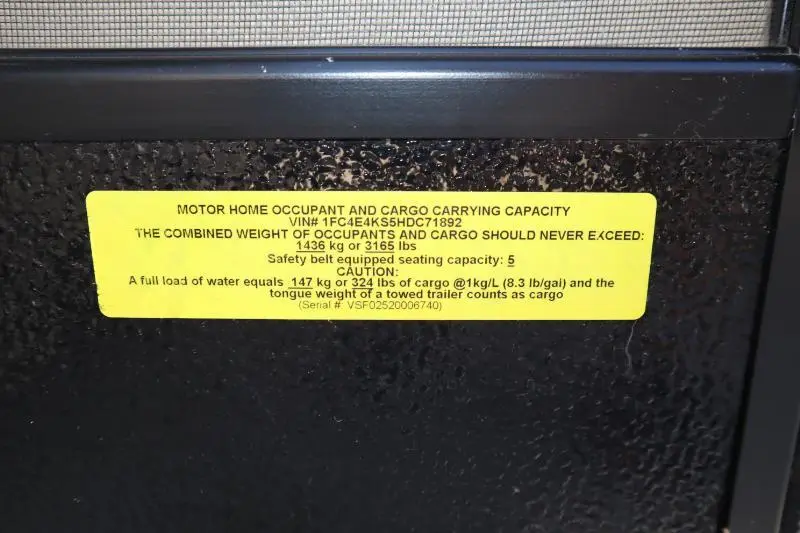 MOTOR HOME OCCUPANT AND CARGO CARRYING CAPACITY
VIN# 1FC4E4KS5HDC71892
THE COMBINED WEIGHT OF OCCUPANTS AND CARGO SHOULD NEVER EXCEED:
1436 kg or 3165 lbs
Safety belt equipped seating capacity: 5
CAUTION:
A full load of water equals 147 kg or 324 lbs of cargo @1kg/L (8.3 lb/gal) and the
tongue weight of a towed trailer counts as cargo
(Serial #: VSF02520006740)